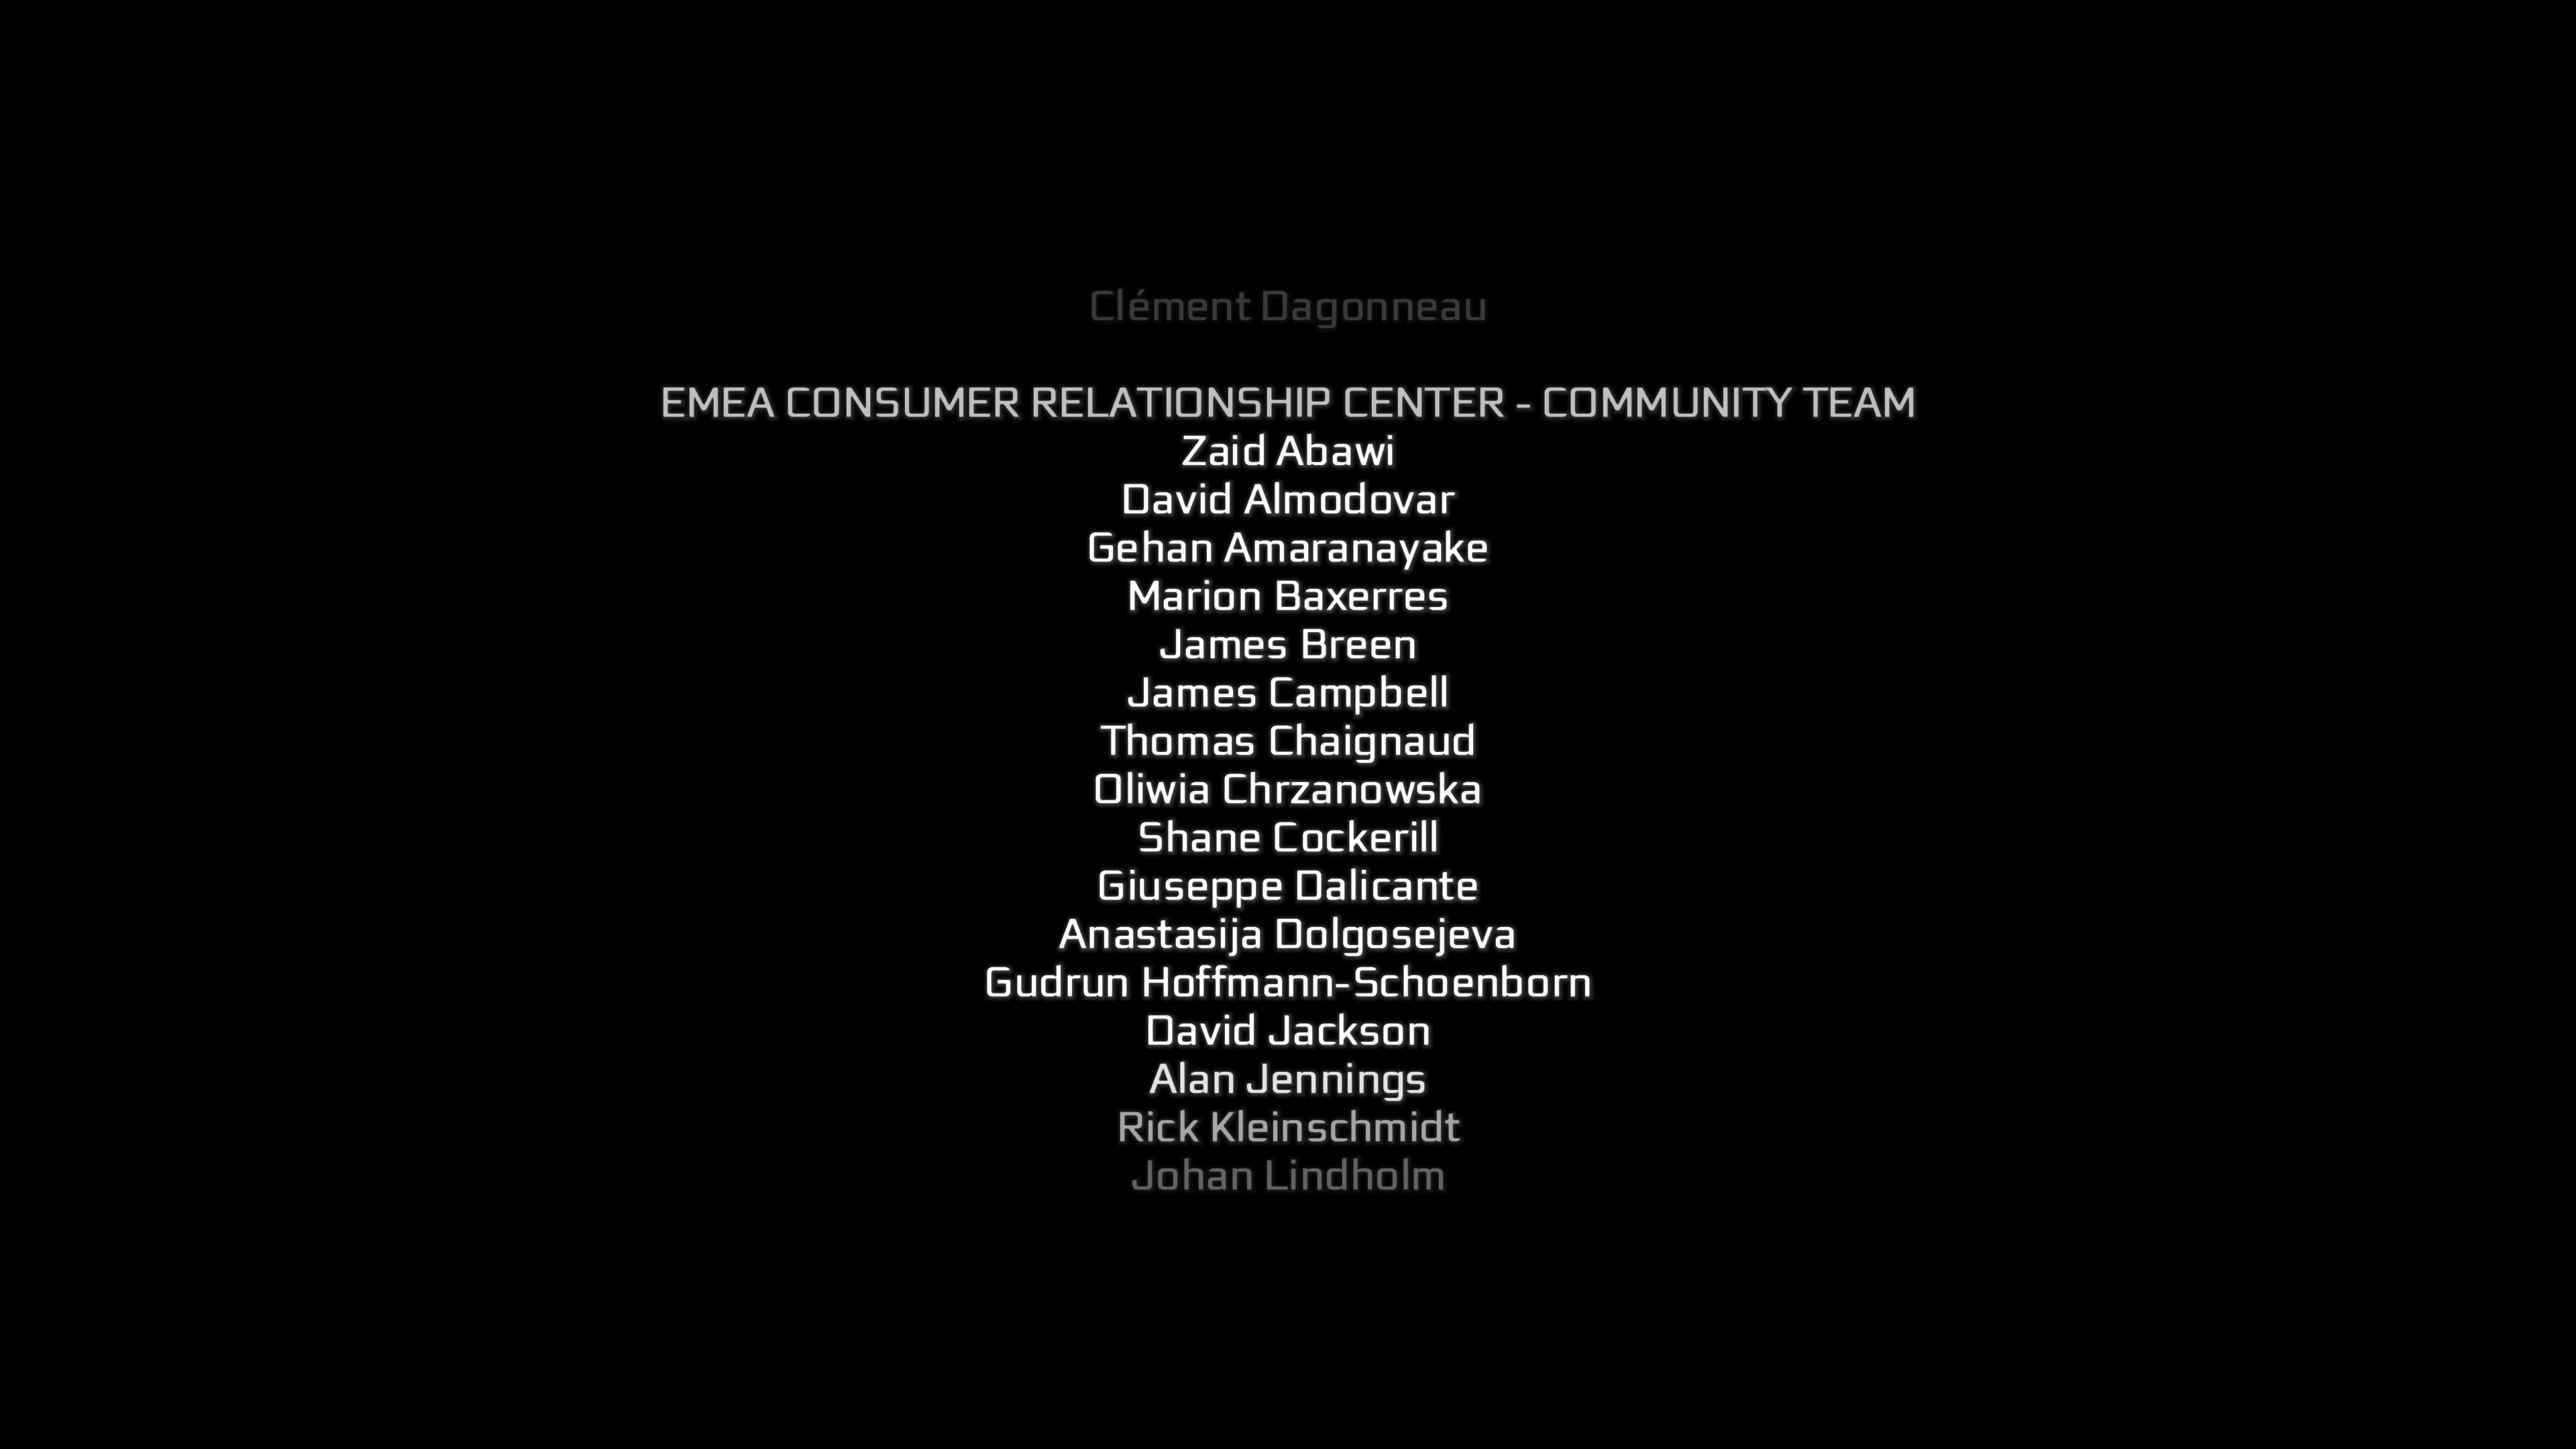 Clément Dagonneau
EMEA CONSUMER RELATIONSHIP CENTER - COMMUNITY TEAM
Zaid Abawi
David Almodovar
Gehan Amaranayake
Marion Baxerres
James Breen
James Campbell
Thomas Chaignaud
Oliwia Chrzanowska
Shane Cockerill
Giuseppe Dalicante
Anastasija Dolgosejeva
Gudrun Hoffmann-Schoenborn
David Jackson
Alan Jennings
Rick Kleinschmidt
Johan Lindholm